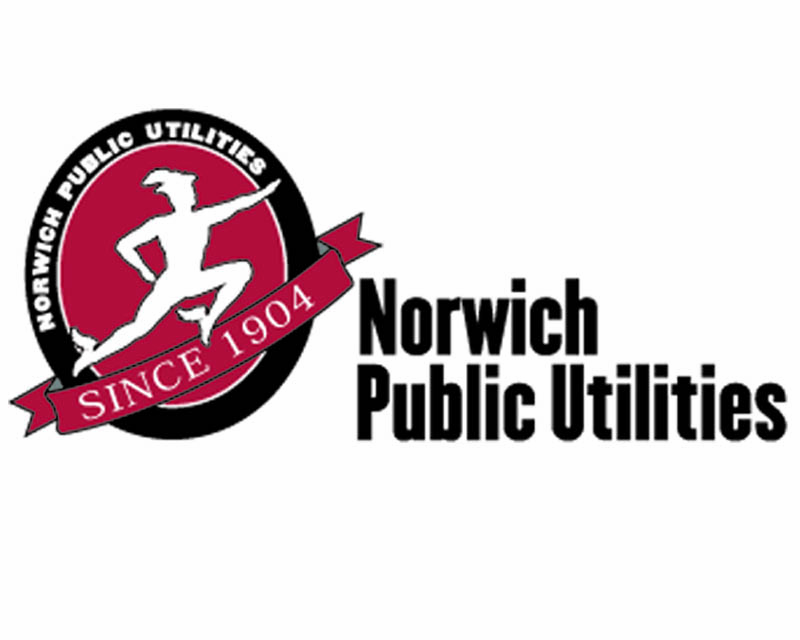 NORWICH PUBLIC UTILITIES
SINCE 1904
Norwich
Public Utilities